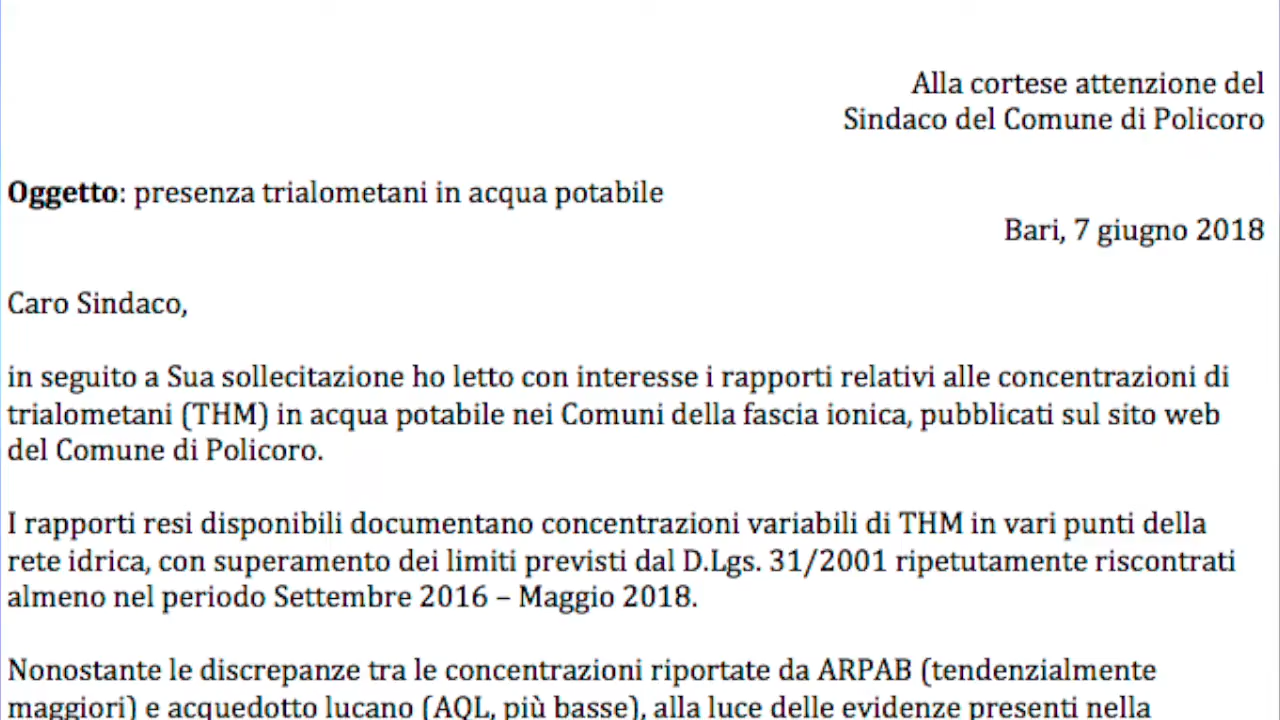 Alla cortese attenzione del
Sindaco del Comune di Policoro
Oggetto: presenza trialometani in acqua potabile
Bari, 7 giugno 2018
Caro Sindaco,
in seguito a Sua sollecitazione ho letto con interesse i rapporti relativi alle concentrazioni di
trialometani (THM) in acqua potabile nei Comuni della fascia ionica, pubblicati sul sito web
del Comune di Policoro.
I rapporti resi disponibili documentano concentrazioni variabili di THM in vari punti della
rete idrica, con superamento dei limiti previsti dal D.Lgs. 31/2001 ripetutamente riscontrati
almeno nel periodo Settembre 2016 – Maggio 2018.
Nonostante le discrepanze tra le concentrazioni riportate da ARPAB (tendenzialmente
maggiori) e acquedotto lucano (AQL, più basse), alla luce delle evidenze presenti nella